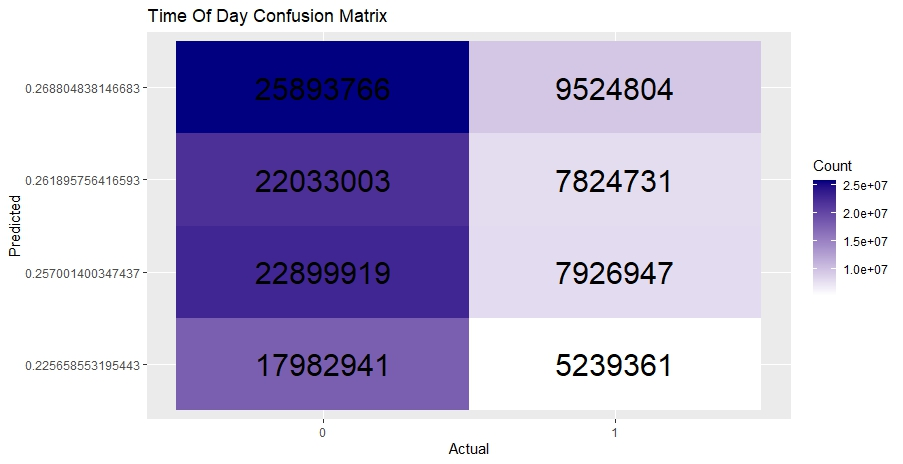 Time Of Day Confusion Matrix
0.268804838146683
25893766
9524804
0.261895756416593
22033003
7824731
0.257001400347437
22899919
7926947
0.225658553195443
17982941
5239361
0
1
Actual
Predicted
Count
2.5e+07
2.0e+07
1.5e+07
1.0e+07